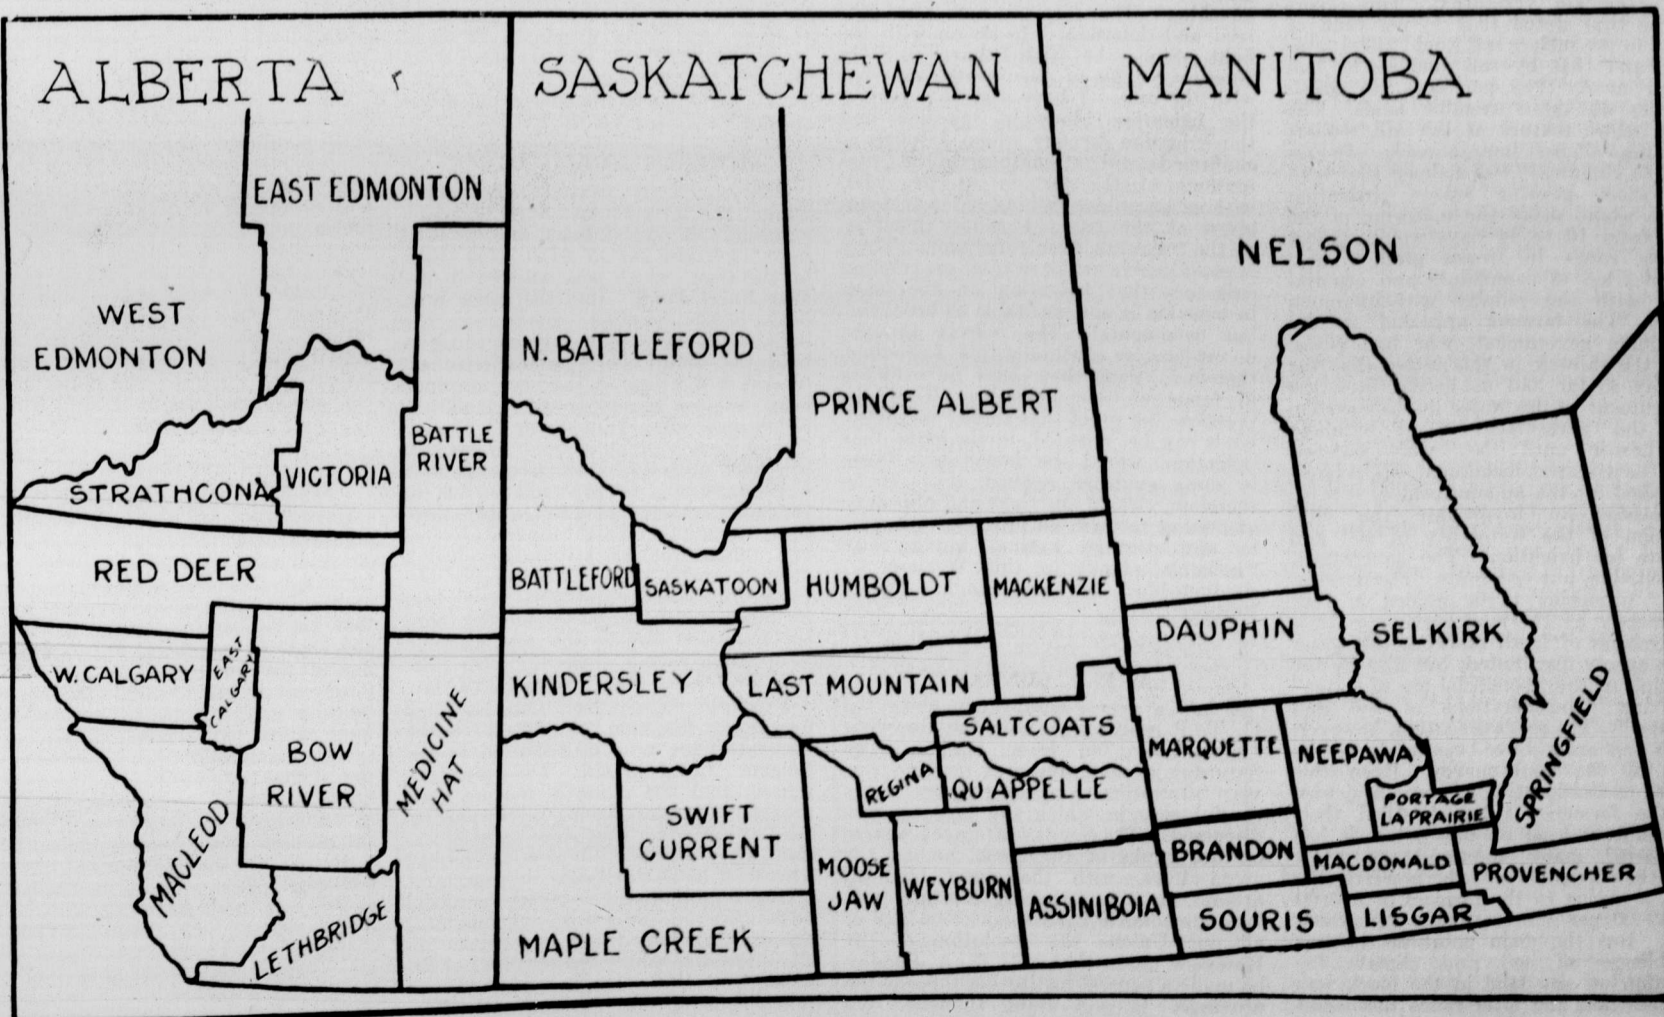 ALBERTA
SASKATCHEWAN
MANITOBA
EAST EDMONTON
WEST
EDMONTON
STRATHCONA
VICTORIA
BATTLE
RIVER
RED DEER
W. CALGARY
EAST
CALGARY
BOW
RIVER
MEDICINE
HAT
MACLEOD
LETHBRIDGE
N. BATTLEFORD
PRINCE ALBERT
BATTLEFORD
SASKATOON
HUMBOLDT
MACKENZIE
KINDERSLEY
LAST MOUNTAIN
SALTCOATS
REGINA
QU APPELLE
SWIFT
CURRENT
MOOSE
JAW
WEYBURN
ASSINIBOIA
MAPLE CREEK
NELSON
DAUPHIN
SELKIRK
MARQUETTE
NEEPAWA
PORTAGE
LA PRAIRIE
SPRINGFIELD
BRANDON
MACDONALD
PROVENCHER
SOURIS
LISGAR